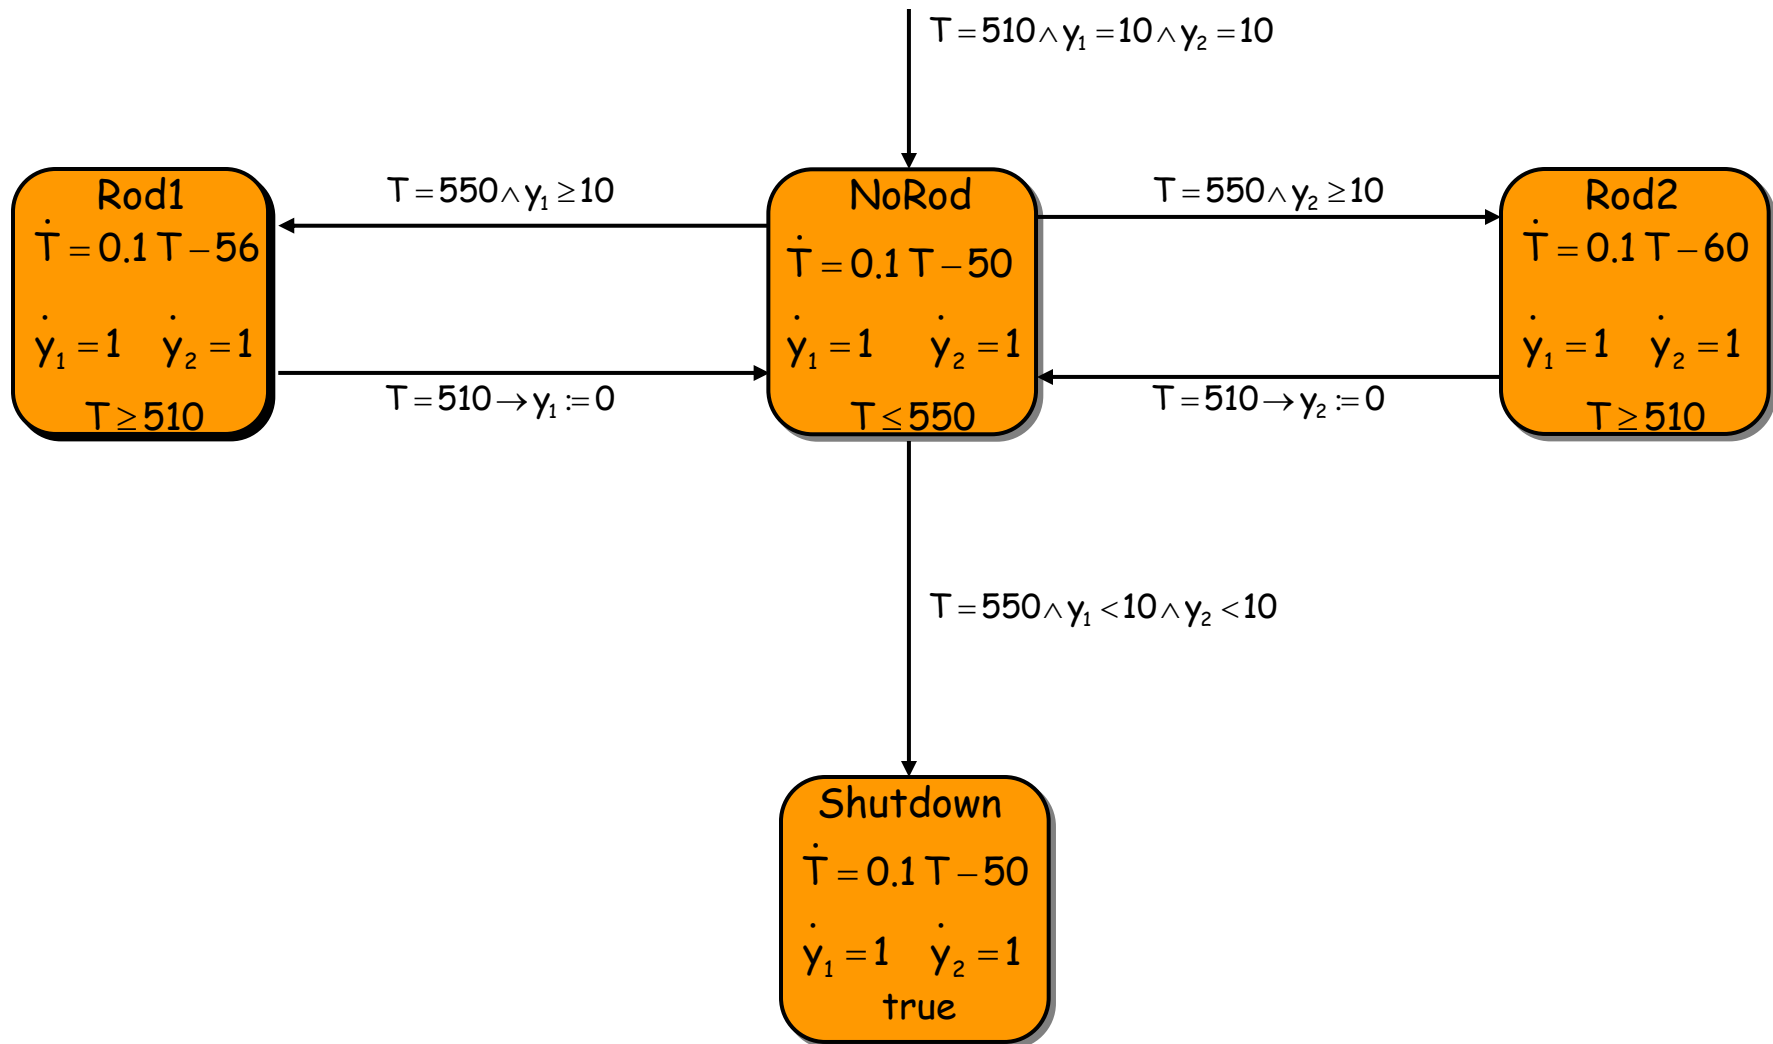 T = 510 ∧ y₁ = 10 ∧ y₂ = 10
Rod1
Ṫ = 0.1 T − 56
ẏ₁ = 1 ẏ₂ = 1
T ≥ 510
T = 550 ∧ y₁ ≥ 10
T = 510 → y₁ := 0
NoRod
Ṫ = 0.1 T − 50
ẏ₁ = 1 ẏ₂ = 1
T ≤ 550
T = 550 ∧ y₂ ≥ 10
T = 510 → y₂ := 0
Rod2
Ṫ = 0.1 T − 60
ẏ₁ = 1 ẏ₂ = 1
T ≥ 510
T = 550 ∧ y₁ < 10 ∧ y₂ < 10
Shutdown
Ṫ = 0.1 T − 50
ẏ₁ = 1 ẏ₂ = 1
true